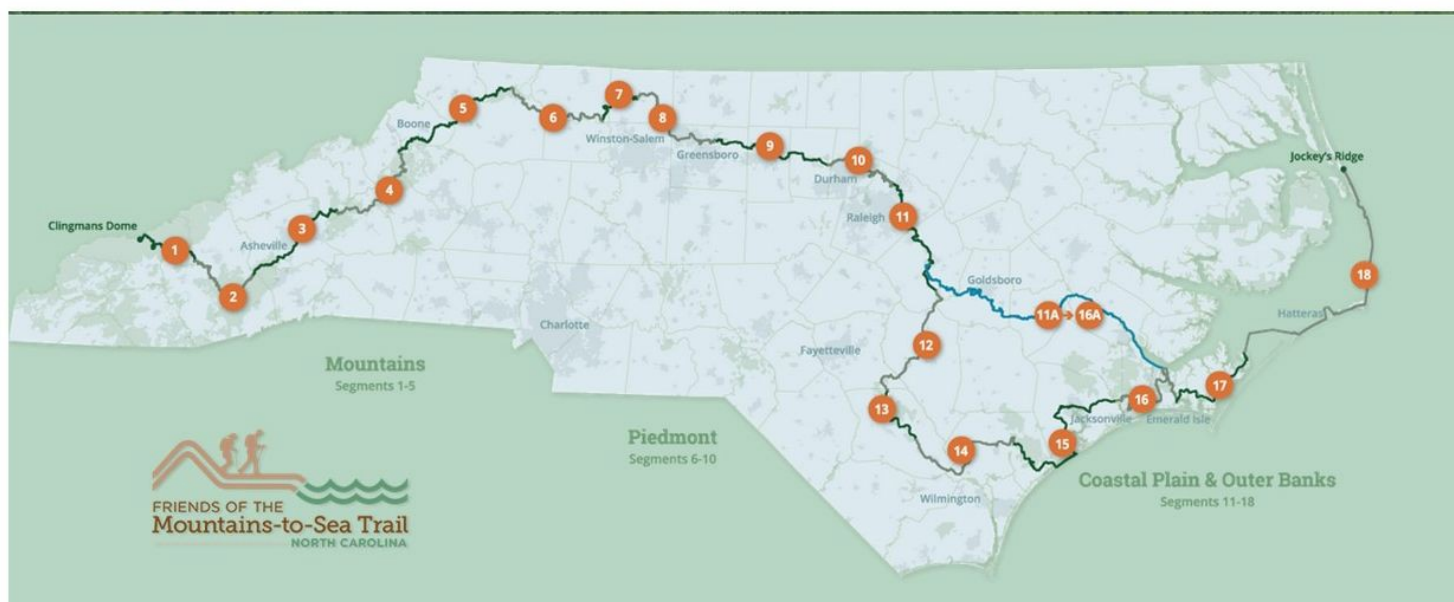 Clingmans Dome
1
2
3
Asheville
4
Boone
5
6
7
Winston-Salem
8
Greensboro
9
Durham
10
Raleigh
11
Goldsboro
11A
16A
Fayetteville
12
13
14
Wilmington
15
Jacksonville
16
Emerald Isle
17
Hatteras
18
Jockey's Ridge
Charlotte
Mountains
Segments 1-5
Piedmont
Segments 6-10
Coastal Plain & Outer Banks
Segments 11-18
FRIENDS OF THE
Mountains-to-Sea Trail
NORTH CAROLINA